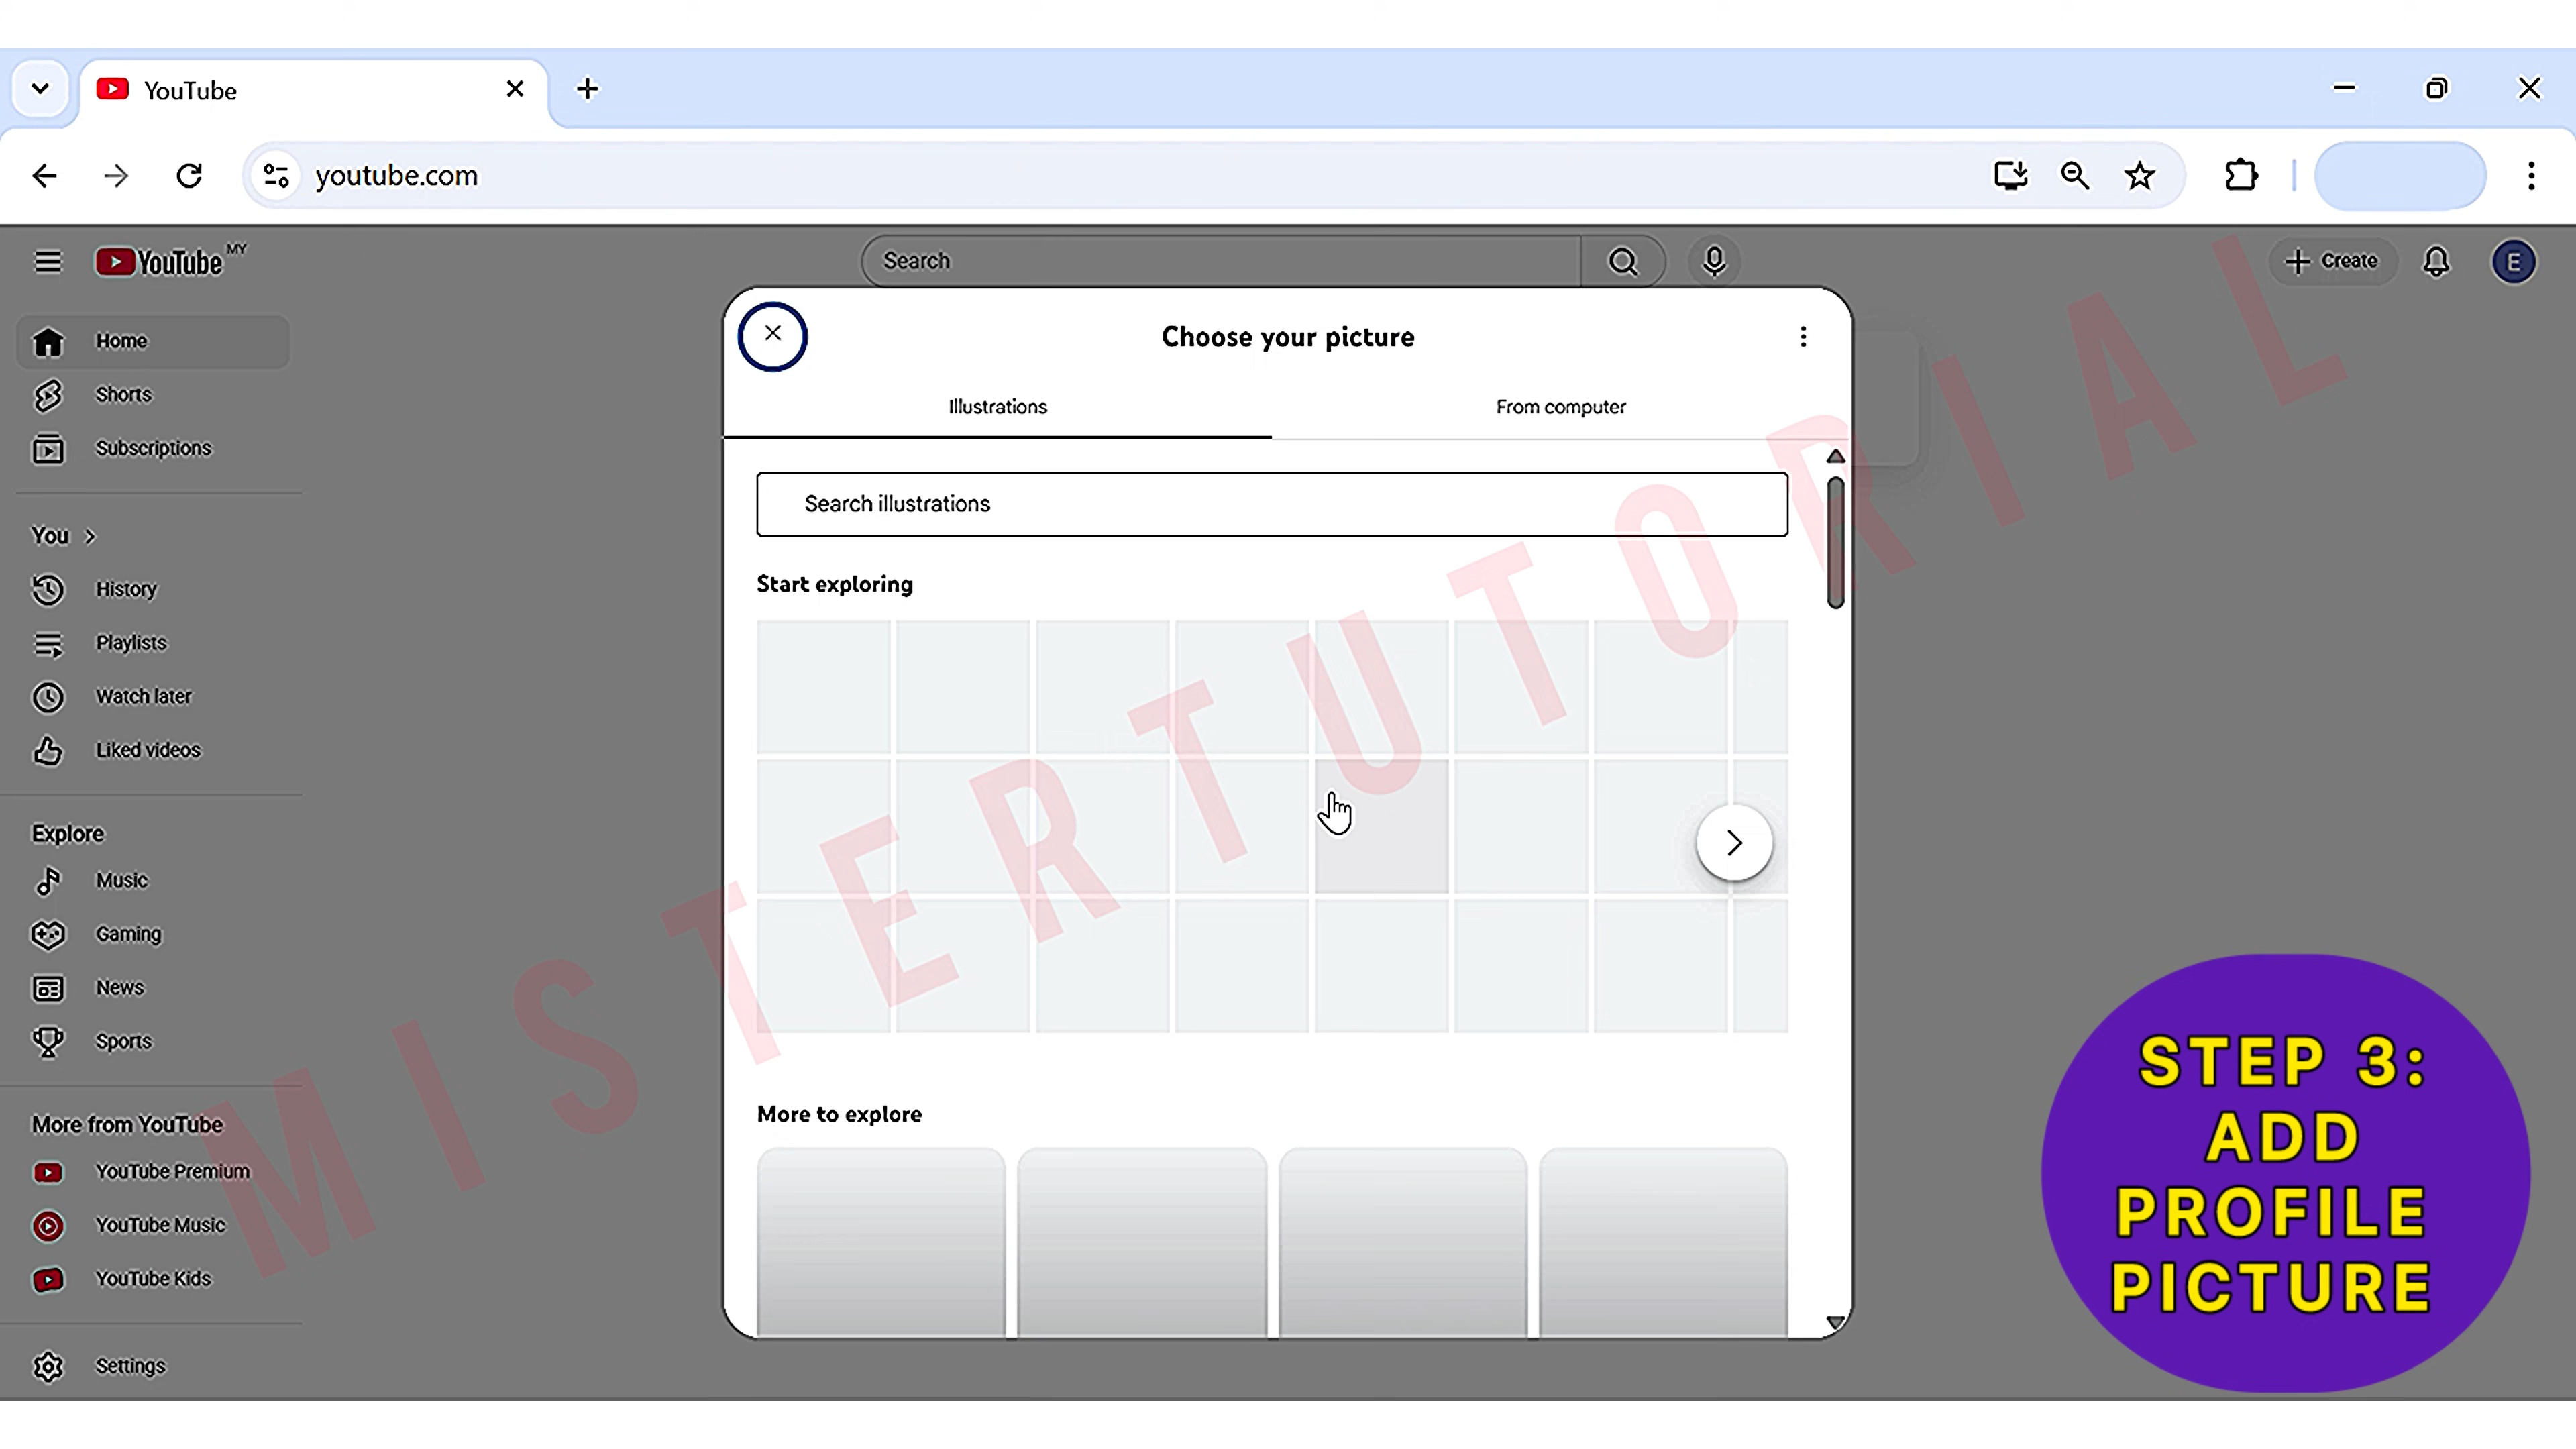 YouTube
youtube.com
YouTube MY
Search
Create
E
Home
Shorts
Subscriptions
You
History
Playlists
Watch later
Liked videos
Explore
Music
Gaming
News
Sports
More from YouTube
YouTube Premium
YouTube Music
YouTube Kids
Settings
Choose your picture
Illustrations
From computer
Search illustrations
Start exploring
More to explore
MISTERTUTORIAL
STEP 3:
ADD
PROFILE
PICTURE